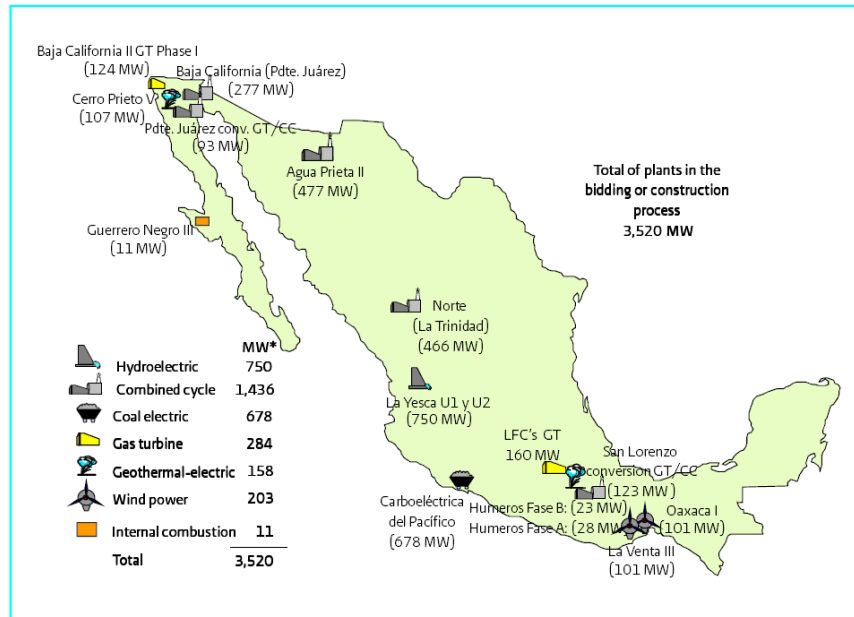 Baja California II GT Phase I
(124 MW)
Baja California (Pdte. Juárez)
(277 MW)
Cerro Prieto V
(107 MW)
Pdte. Juárez conv. GT/CC
(93 MW)
Agua Prieta II
(477 MW)
Total of plants in the
bidding or construction
process
3,520 MW
Guerrero Negro III
(11 MW)
Norte
(La Trinidad)
(466 MW)
La Yesca U1 y U2
(750 MW)
MW*
Hydroelectric 750
Combined cycle 1,436
Coal electric 678
Gas turbine 284
Geothermal-electric 158
Wind power 203
Internal combustion 11
Total 3,520
LFC's GT
160 MW
San Lorenzo
conversión GT/CC
(123 MW)
Carboeléctrica
del Pacífico
(678 MW)
Humeros Fase B: (23 MW)
Humeros Fase A: (28 MW)
Oaxaca I
(101 MW)
La Venta III
(101 MW)